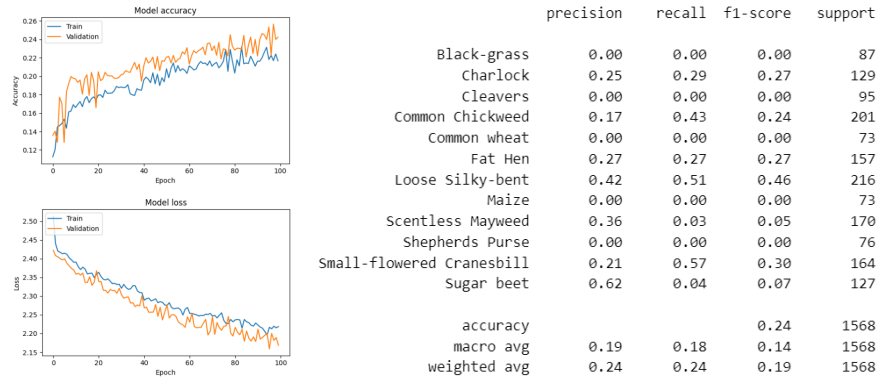 Model accuracy
Train
Validation
0.26
0.24
0.22
0.20
0.18
0.16
0.14
0.12
Accuracy
0 20 40 60 80 100
Epoch
Model loss
Train
Validation
2.50
2.45
2.40
2.35
2.30
2.25
2.20
2.15
Loss
0 20 40 60 80 100
Epoch
precision recall f1-score support
Black-grass 0.00 0.00 0.00 87
Charlock 0.25 0.29 0.27 129
Cleavers 0.00 0.00 0.00 95
Common Chickweed 0.17 0.43 0.24 201
Common wheat 0.00 0.00 0.00 73
Fat Hen 0.27 0.27 0.27 157
Loose Silky-bent 0.42 0.51 0.46 216
Maize 0.00 0.00 0.00 73
Scentless Mayweed 0.36 0.03 0.05 170
Shepherds Purse 0.00 0.00 0.00 76
Small-flowered Cranesbill 0.21 0.57 0.30 164
Sugar beet 0.62 0.04 0.07 127
accuracy 0.24 1568
macro avg 0.19 0.18 0.14 1568
weighted avg 0.24 0.24 0.19 1568